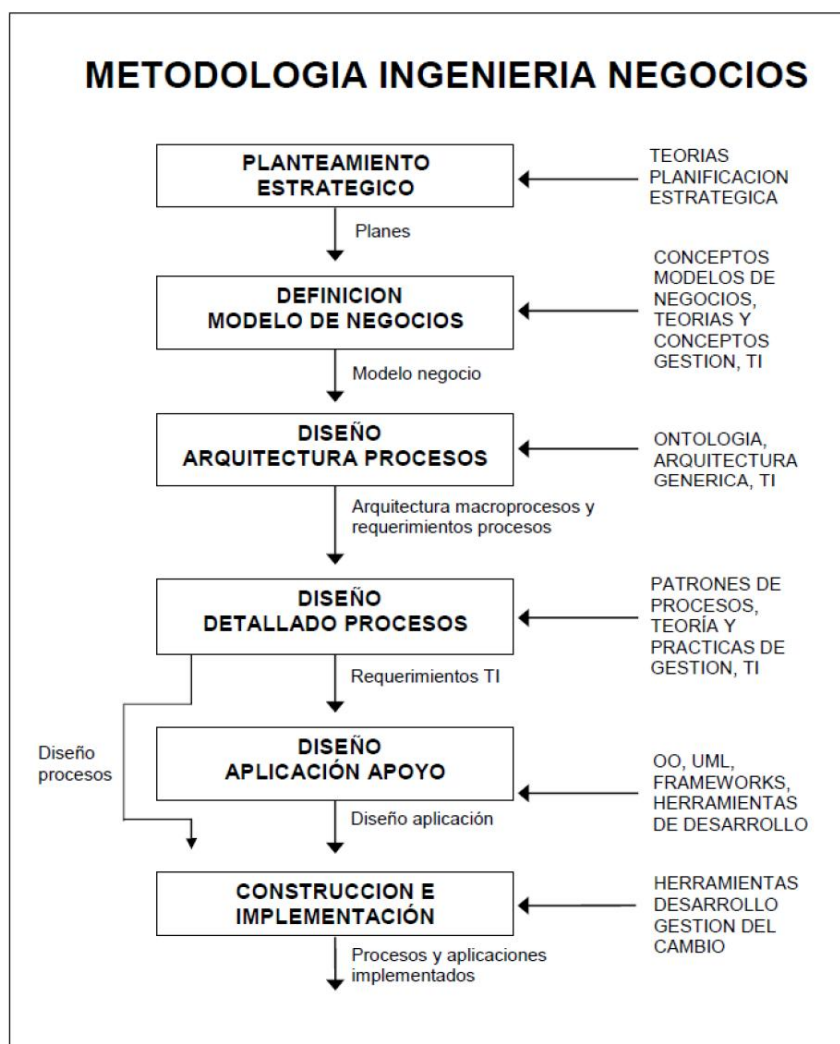 METODOLOGIA INGENIERIA NEGOCIOS
PLANTEAMIENTO
ESTRATEGICO
TEORIAS
PLANIFICACION
ESTRATEGICA
Planes
DEFINICION
MODELO DE NEGOCIOS
CONCEPTOS
MODELOS DE
NEGOCIOS,
TEORIAS Y
CONCEPTOS
GESTION, TI
Modelo negocio
DISEÑO
ARQUITECTURA PROCESOS
ONTOLOGIA,
ARQUITECTURA
GENERICA, TI
Arquitectura macroprocesos y
requerimientos procesos
DISEÑO
DETALLADO PROCESOS
PATRONES DE
PROCESOS,
TEORÍA Y
PRACTICAS DE
GESTION, TI
Requerimientos TI
Diseño
procesos
DISEÑO
APLICACIÓN APOYO
OO, UML,
FRAMEWORKS,
HERRAMIENTAS
DE DESARROLLO
Diseño aplicación
CONSTRUCCION E
IMPLEMENTACIÓN
HERRAMIENTAS
DESARROLLO
GESTION DEL
CAMBIO
Procesos y aplicaciones
implementados